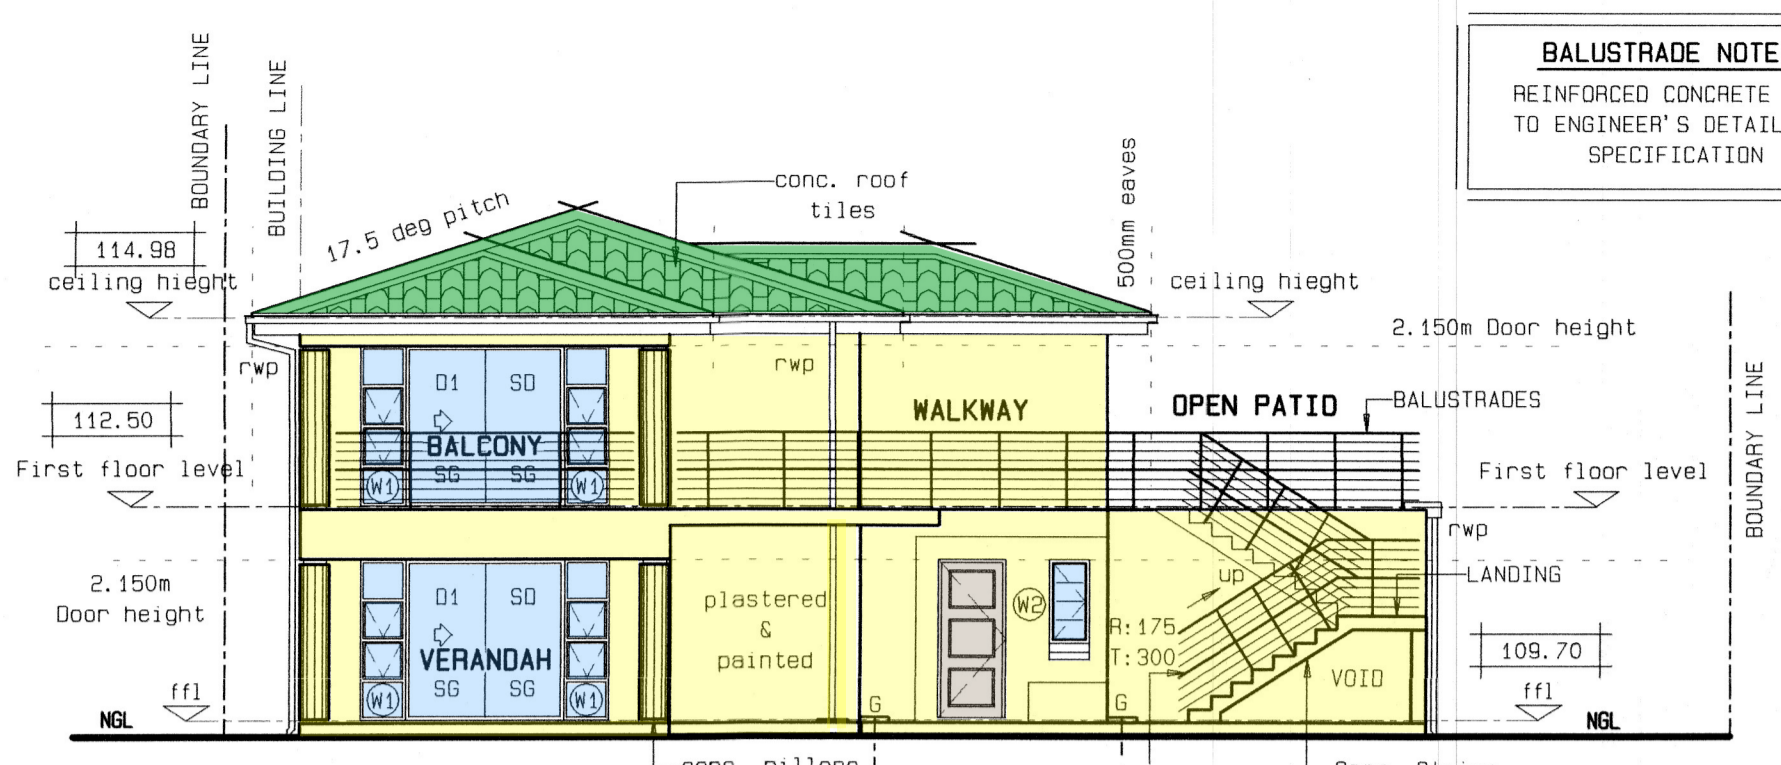 BALUSTRADE NOTE
REINFORCED CONCRETE
TO ENGINEER'S DETAIL
SPECIFICATION
BOUNDARY LINE
BUILDING LINE
17.5 deg pitch
conc. roof
tiles
500mm eaves
114.98
ceiling hieght
ceiling hieght
2.150m Door height
rwp
rwp
D1
SD
BALCONY
SG
SG
W1
W1
WALKWAY
OPEN PATIO
BALUSTRADES
BOUNDARY LINE
112.50
First floor level
First floor level
rwp
2.150m
Door height
D1
SD
VERANDAH
SG
SG
W1
W1
plastered
&
painted
W2
up
LANDING
R:175
T:300
VOID
109.70
ffl
ffl
G
G
NGL
NGL